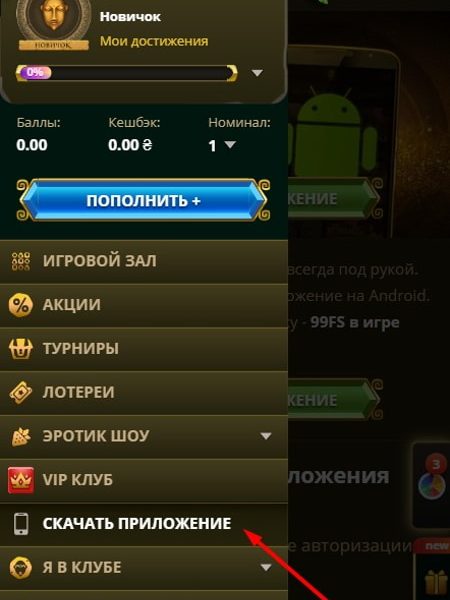 НОВИЧОК
Новичок
Мои достижения
0%
Баллы: Кешбэк: Номинал:
0.00 0.00 ₴ 1
ПОПОЛНИТЬ +
ИГРОВОЙ ЗАЛ
АКЦИИ
ТУРНИРЫ
ЛОТЕРЕИ
ЭРОТИК ШОУ
VIP КЛУБ
СКАЧАТЬ ПРИЛОЖЕНИЕ
Я В КЛУБЕ
ЖЕНИЕ
всегда под рукой.
ожение на Android.
- 99FS в игре
ЖЕНИЕ
3
ложения
е авторизации
new